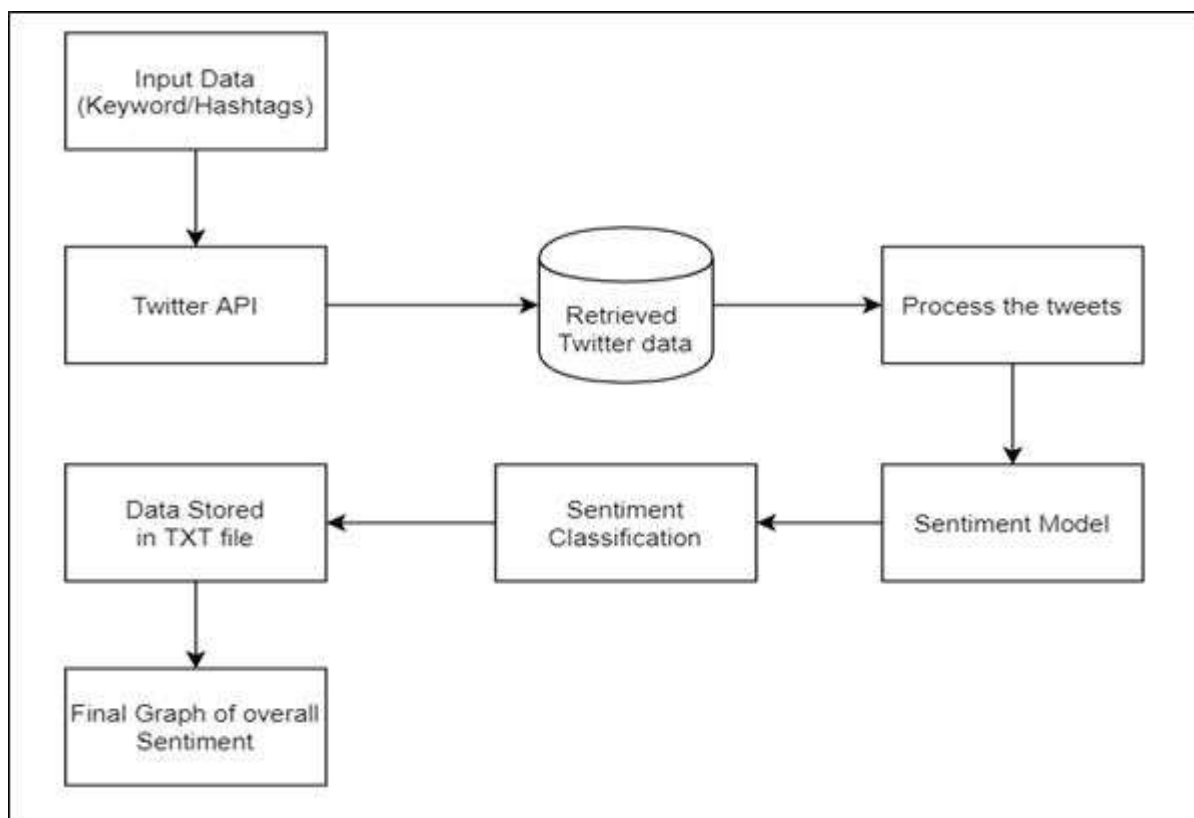 Input Data
(Keyword/Hashtags)
Twitter API
Retrieved
Twitter data
Process the tweets
Data Stored
in TXT file
Sentiment
Classification
Sentiment Model
Final Graph of overall
Sentiment